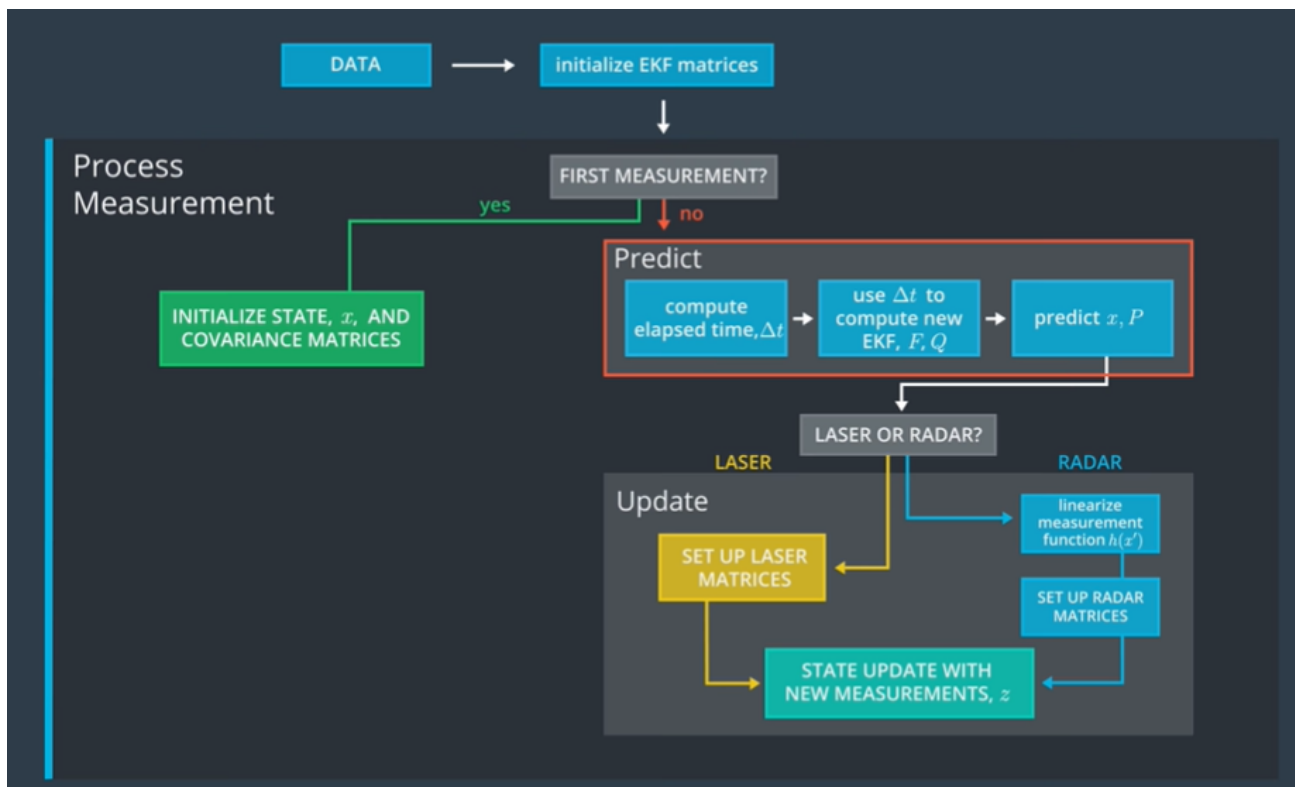 DATA
initialize EKF matrices
Process
Measurement
FIRST MEASUREMENT?
yes
no
INITIALIZE STATE, x, AND
COVARIANCE MATRICES
Predict
compute
elapsed time, Δt
use Δt to
compute new
EKF, F, Q
predict x, P
LASER OR RADAR?
LASER
RADAR
Update
SET UP LASER
MATRICES
linearize
measurement
function h(x′)
SET UP RADAR
MATRICES
STATE UPDATE WITH
NEW MEASUREMENTS, z